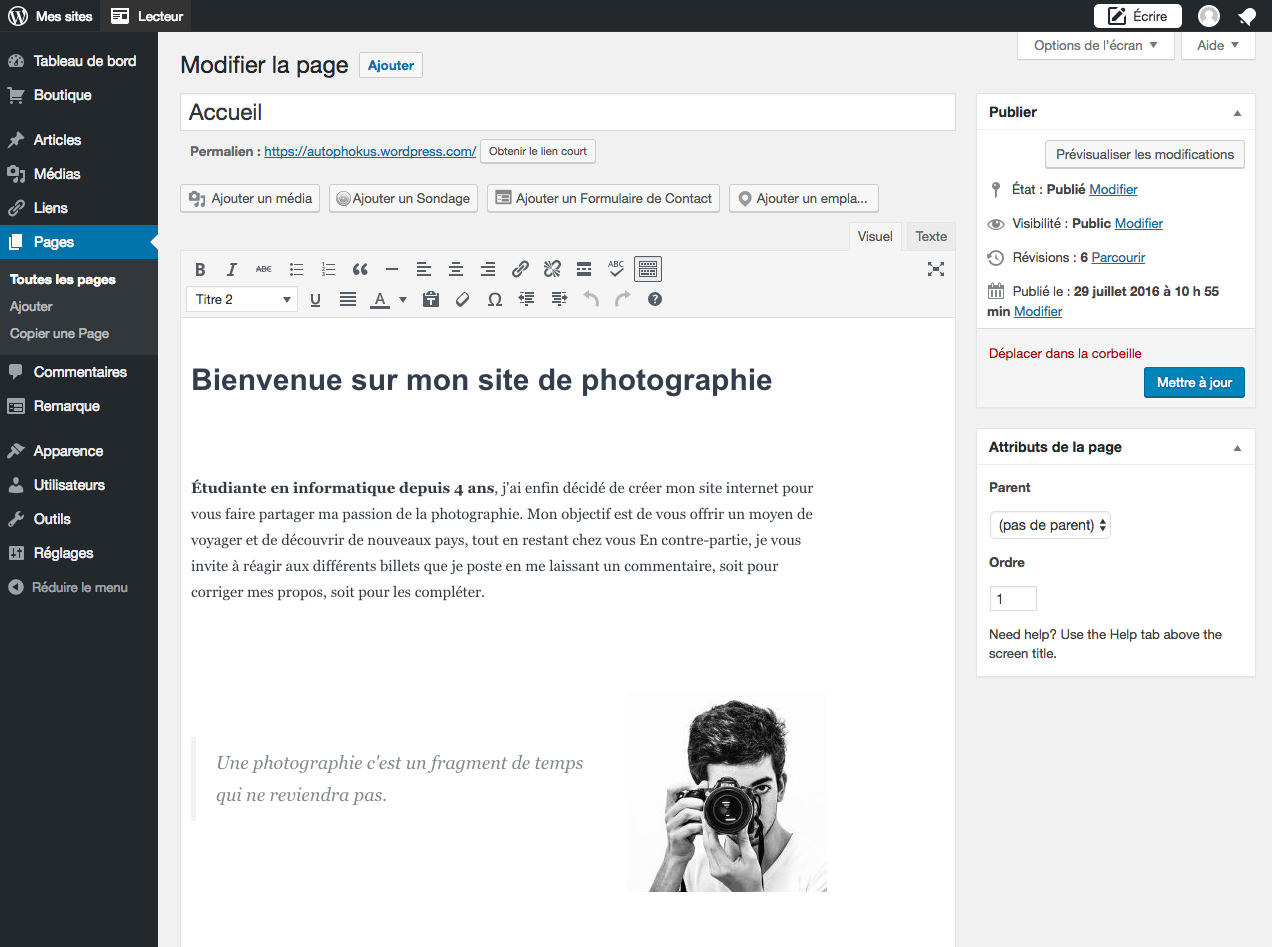 Mes sites
Lecteur
Écrire
Tableau de bord
Boutique
Articles
Médias
Liens
Pages
Toutes les pages
Ajouter
Copier une Page
Commentaires
Remarque
Apparence
Utilisateurs
Outils
Réglages
Réduire le menu
Options de l'écran
Aide
Modifier la page Ajouter
Accueil
Permalien : https://autophokus.wordpress.com/ Obtenir le lien court
Ajouter un média
Ajouter un Sondage
Ajouter un Formulaire de Contact
Ajouter un empla...
Visuel
Texte
B I ABC ABC
Titre 2
U A Ω ?
Bienvenue sur mon site de photographie
Étudiante en informatique depuis 4 ans, j'ai enfin décidé de créer mon site internet pour
vous faire partager ma passion de la photographie. Mon objectif est de vous offrir un moyen de
voyager et de découvrir de nouveaux pays, tout en restant chez vous En contre-partie, je vous
invite à réagir aux différents billets que je poste en me laissant un commentaire, soit pour
corriger mes propos, soit pour les compléter.
Une photographie c'est un fragment de temps
qui ne reviendra pas.
Publier
Prévisualiser les modifications
État : Publié Modifier
Visibilité : Public Modifier
Révisions : 6 Parcourir
Publié le : 29 juillet 2016 à 10 h 55
min Modifier
Déplacer dans la corbeille
Mettre à jour
Attributs de la page
Parent
(pas de parent)
Ordre
1
Need help? Use the Help tab above the
screen title.